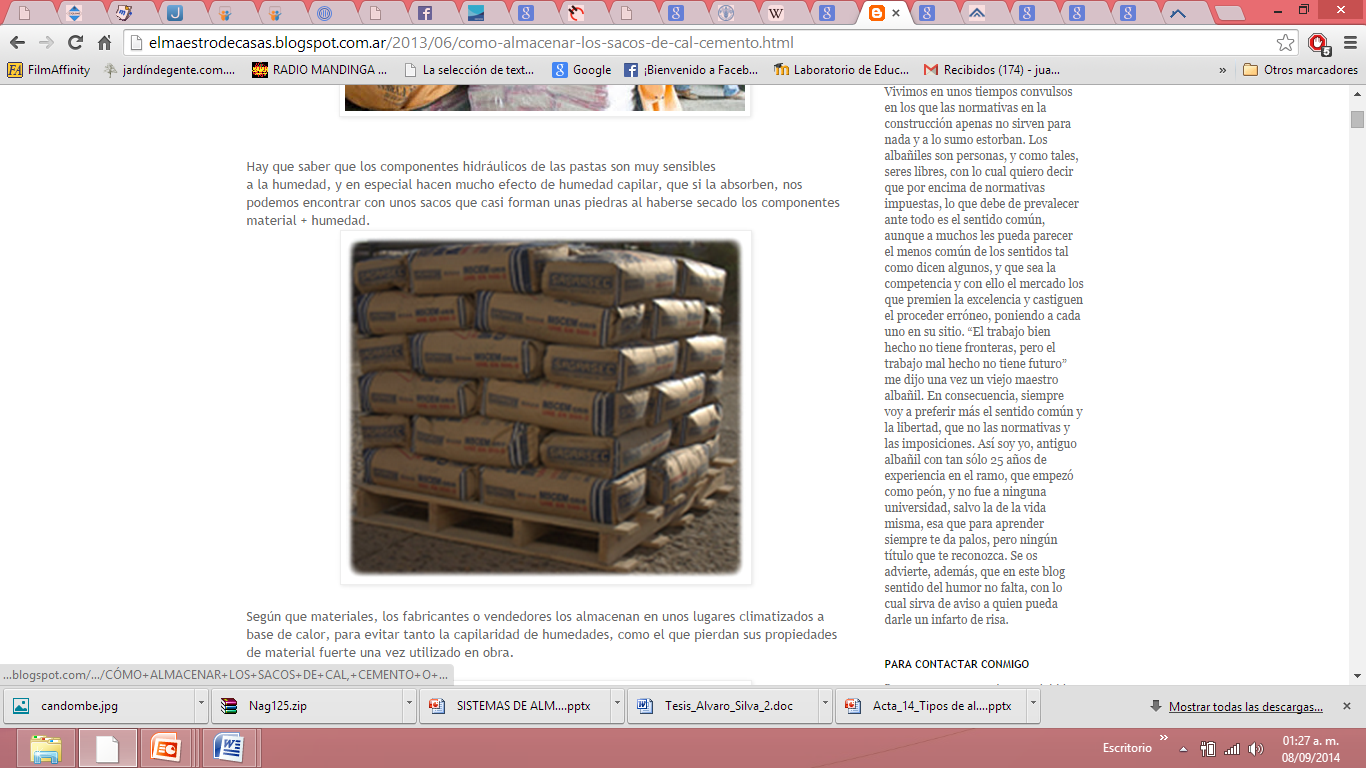 elmaestrodecasas.blogspot.com.ar/2013/06/como-almacenar-los-sacos-de-cal-cemento.html
FilmAffinity
jardíndegente.com....
RADIO MANDINGA ...
La selección de text...
Google
¡Bienvenido a Faceb...
Laboratorio de Educ...
Recibidos (174) - jua...
»
Otros marcadores
Hay que saber que los componentes hidráulicos de las pastas son muy sensibles
a la humedad, y en especial hacen mucho efecto de humedad capilar, que si la absorben, nos
podemos encontrar con unos sacos que casi forman unas piedras al haberse secado los componentes
material + humedad.
Según que materiales, los fabricantes o vendedores los almacenan en unos lugares climatizados a
base de calor, para evitar tanto la capilaridad de humedades, como el que pierdan sus propiedades
de material fuerte una vez utilizado en obra.
Vivimos en unos tiempos convulsos
en los que las normativas en la
construcción apenas no sirven para
nada y a lo sumo estorban. Los
albañiles son personas, y como tales,
seres libres, con lo cual quiero decir
que por encima de normativas
impuestas, lo que debe de prevalecer
ante todo es el sentido común,
aunque a muchos les pueda parecer
el menos común de los sentidos tal
como dicen algunos, y que sea la
competencia y con ello el mercado los
que premien la excelencia y castiguen
el proceder erróneo, poniendo a cada
uno en su sitio. “El trabajo bien
hecho no tiene fronteras, pero el
trabajo mal hecho no tiene futuro”
me dijo una vez un viejo maestro
albañil. En consecuencia, siempre
voy a preferir más el sentido común y
la libertad, que no las normativas y
las imposiciones. Así soy yo, antiguo
albañil con tan sólo 25 años de
experiencia en el ramo, que empezó
como peón, y no fue a ninguna
universidad, salvo la de la vida
misma, esa que para aprender
siempre te da palos, pero ningún
título que te reconozca. Se os
advierte, además, que en este blog
sentido del humor no falta, con lo
cual sirva de aviso a quien pueda
darle un infarto de risa.
PARA CONTACTAR CONMIGO
...blogspot.com/.../CÓMO+ALMACENAR+LOS+SACOS+DE+CAL,+CEMENTO+O+...
candombe.jpg
Nag125.zip
SISTEMAS DE ALM....pptx
Tesis_Alvaro_Silva_2.doc
Acta_14_Tipos de al....pptx
Mostrar todas las descargas...
Escritorio
»
01:27 a. m.
08/09/2014